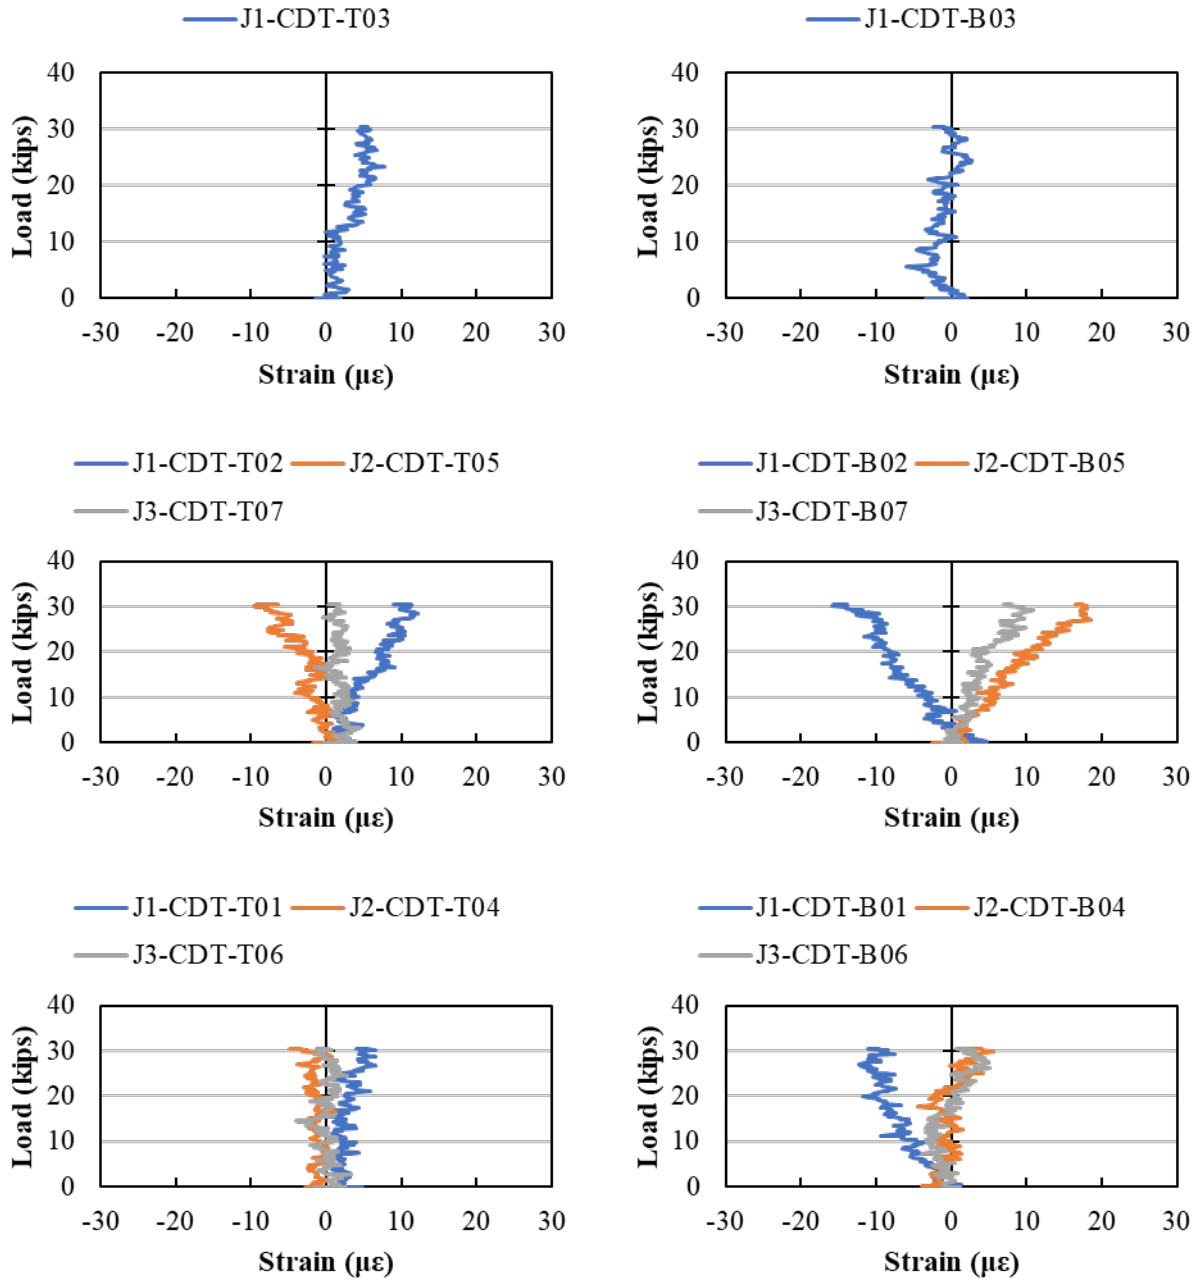 J1-CDT-T03
40
30
20
10
0
Load (kips)
-30 -20 -10 0 10 20 30
Strain (με)
J1-CDT-B03
40
30
20
10
0
Load (kips)
-30 -20 -10 0 10 20 30
Strain (με)
J1-CDT-T02 J2-CDT-T05
J3-CDT-T07
40
30
20
10
0
Load (kips)
-30 -20 -10 0 10 20 30
Strain (με)
J1-CDT-B02 J2-CDT-B05
J3-CDT-B07
40
30
20
10
0
Load (kips)
-30 -20 -10 0 10 20 30
Strain (με)
J1-CDT-T01 J2-CDT-T04
J3-CDT-T06
40
30
20
10
0
Load (kips)
-30 -20 -10 0 10 20 30
Strain (με)
J1-CDT-B01 J2-CDT-B04
J3-CDT-B06
40
30
20
10
0
Load (kips)
-30 -20 -10 0 10 20 30
Strain (με)